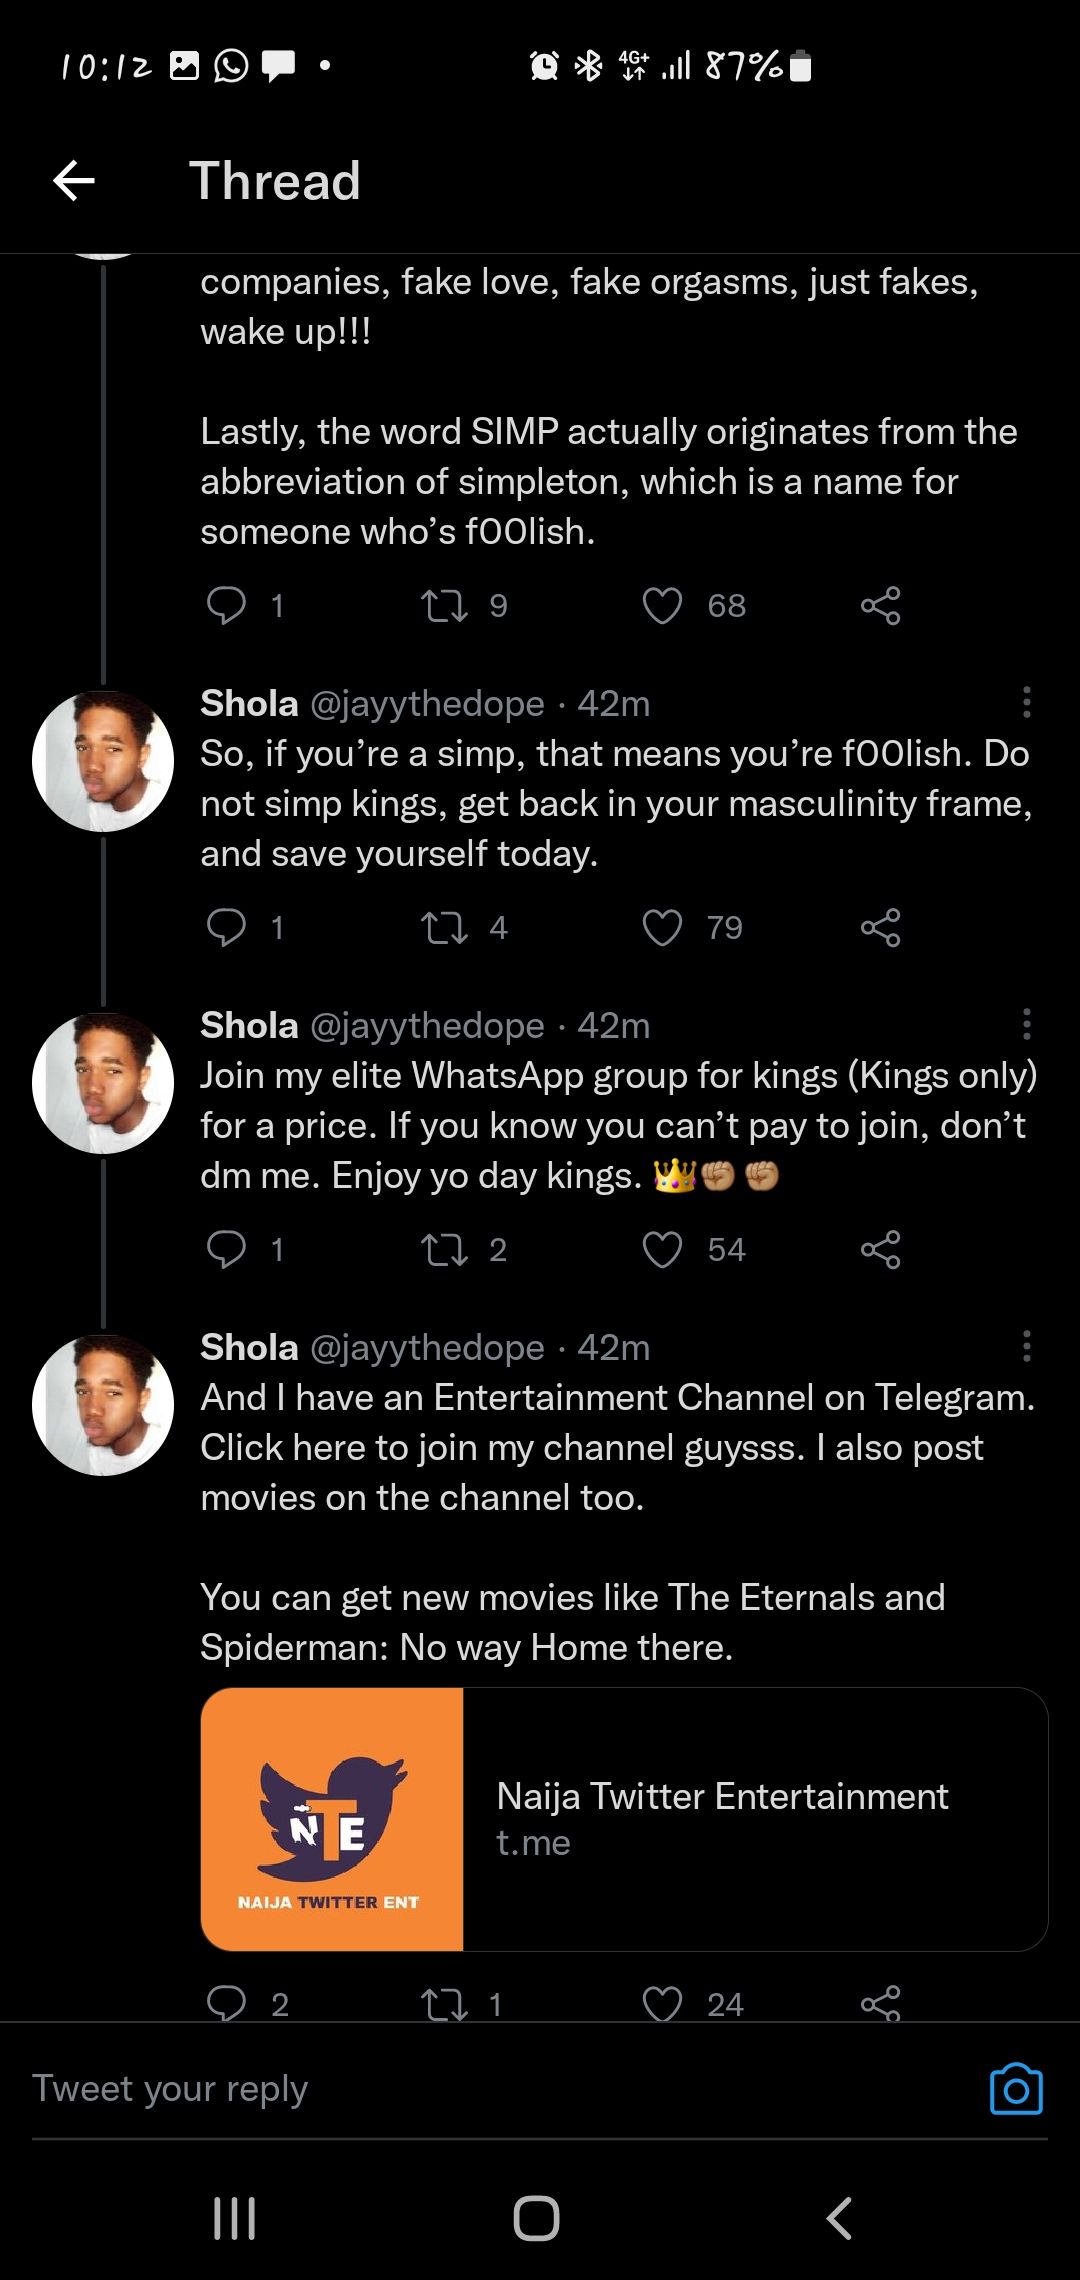 10:12 4G+ 87%
Thread
companies, fake love, fake orgasms, just fakes,
wake up!!!
Lastly, the word SIMP actually originates from the
abbreviation of simpleton, which is a name for
someone who’s f00lish.
1 9 68
Shola @jayythedope · 42m
So, if you’re a simp, that means you’re f00lish. Do
not simp kings, get back in your masculinity frame,
and save yourself today.
1 4 79
Shola @jayythedope · 42m
Join my elite WhatsApp group for kings (Kings only)
for a price. If you know you can’t pay to join, don’t
dm me. Enjoy yo day kings. 👑✊🏽✊🏽
1 2 54
Shola @jayythedope · 42m
And I have an Entertainment Channel on Telegram.
Click here to join my channel guysss. I also post
movies on the channel too.
You can get new movies like The Eternals and
Spiderman: No way Home there.
NTE
NAIJA TWITTER ENT
Naija Twitter Entertainment
t.me
2 1 24
Tweet your reply